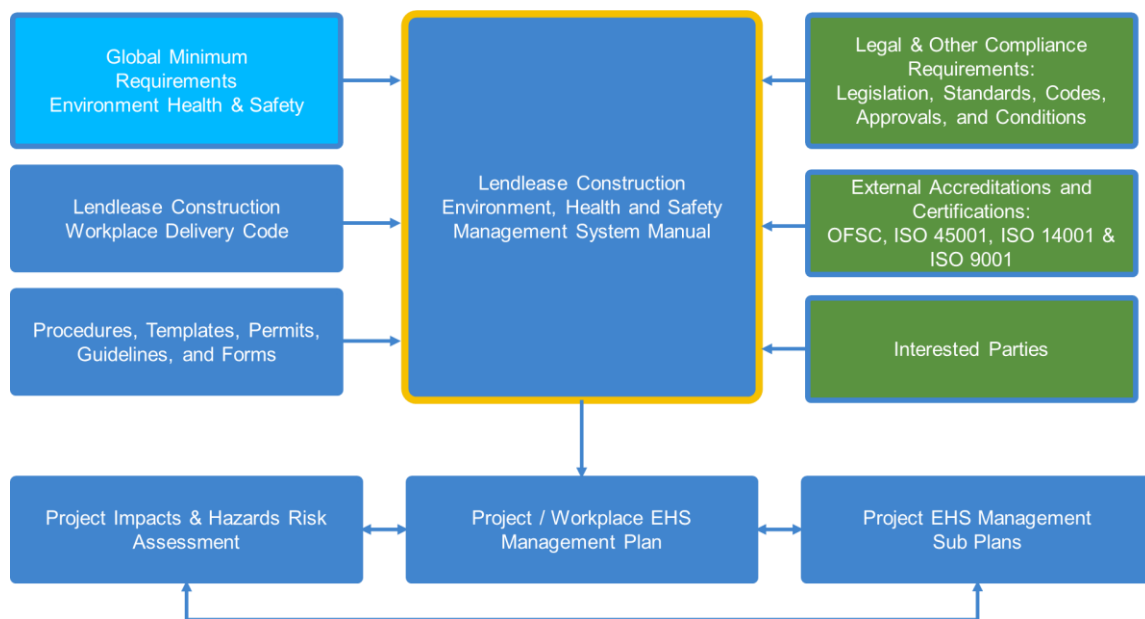 Global Minimum
Requirements
Environment Health & Safety
Lendlease Construction
Workplace Delivery Code
Procedures, Templates, Permits,
Guidelines, and Forms
Lendlease Construction
Environment, Health and Safety
Management System Manual
Legal & Other Compliance
Requirements:
Legislation, Standards, Codes,
Approvals, and Conditions
External Accreditations and
Certifications:
OFSC, ISO 45001, ISO 14001 &
ISO 9001
Interested Parties
Project Impacts & Hazards Risk
Assessment
Project / Workplace EHS
Management Plan
Project EHS Management
Sub Plans